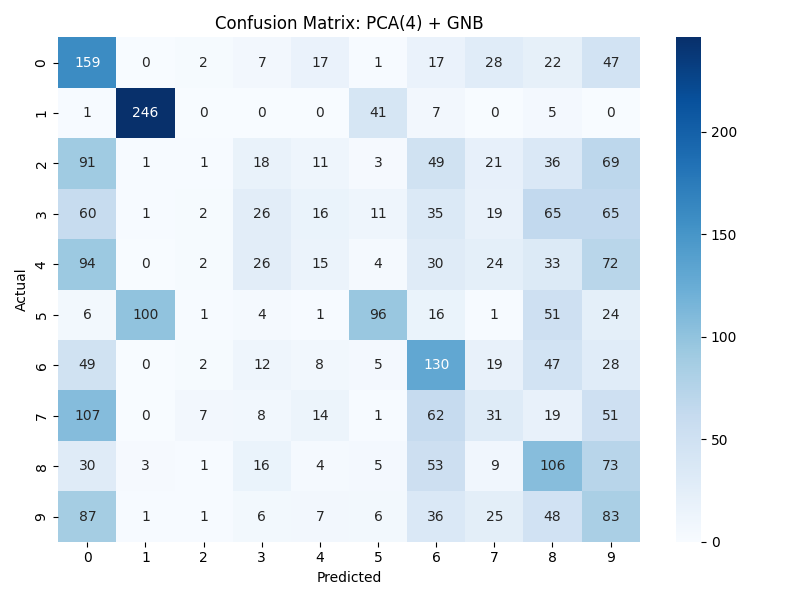 Confusion Matrix: PCA(4) + GNB
0 159 0 2 7 17 1 17 28 22 47
1 1 246 0 0 0 41 7 0 5 0
2 91 1 1 18 11 3 49 21 36 69
3 60 1 2 26 16 11 35 19 65 65
4 94 0 2 26 15 4 30 24 33 72
5 6 100 1 4 1 96 16 1 51 24
6 49 0 2 12 8 5 130 19 47 28
7 107 0 7 8 14 1 62 31 19 51
8 30 3 1 16 4 5 53 9 106 73
9 87 1 1 6 7 6 36 25 48 83
0 1 2 3 4 5 6 7 8 9
Predicted
Actual
200
150
100
50
0